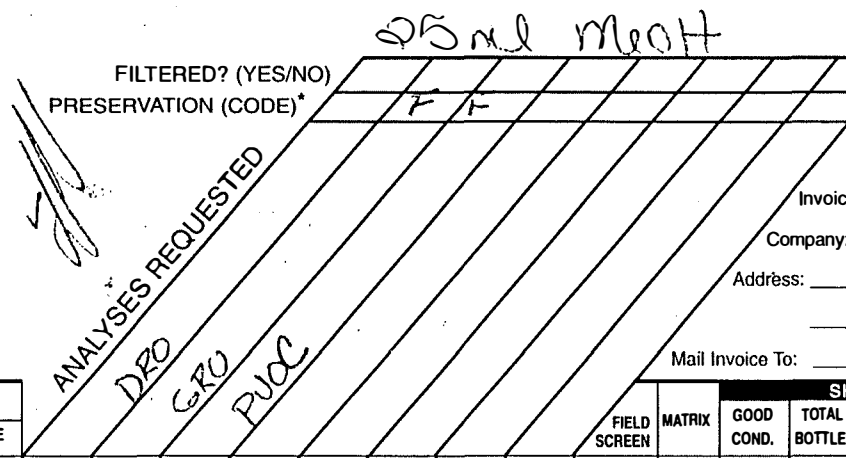 25 ml MeOH
FILTERED? (YES/NO)
PRESERVATION (CODE)*
F F
ANALYSES REQUESTED
DRO
GRO
PVOC
Invoic
Company:
Address:
Mail Invoice To:
FIELD SCREEN
MATRIX
GOOD COND.
TOTAL BOTTLE